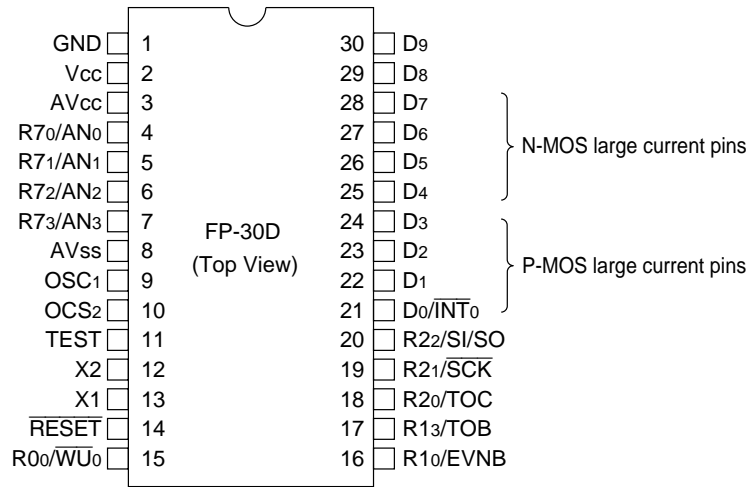 GND 1 30 D9
Vcc 2 29 D8
AVcc 3 28 D7
R70/AN0 4 27 D6
N-MOS large current pins
R71/AN1 5 26 D5
R72/AN2 6 25 D4
R73/AN3 7 24 D3
FP-30D
AVss 8 23 D2
(Top View)
P-MOS large current pins
OSC1 9 22 D1
OCS2 10 21 D0/I̅N̅T̅0
TEST 11 20 R22/SI/SO
X2 12 19 R21/S̅C̅K̅
X1 13 18 R20/TOC
R̅E̅S̅E̅T̅ 14 17 R13/TOB
R00/W̅U̅0 15 16 R10/EVNB